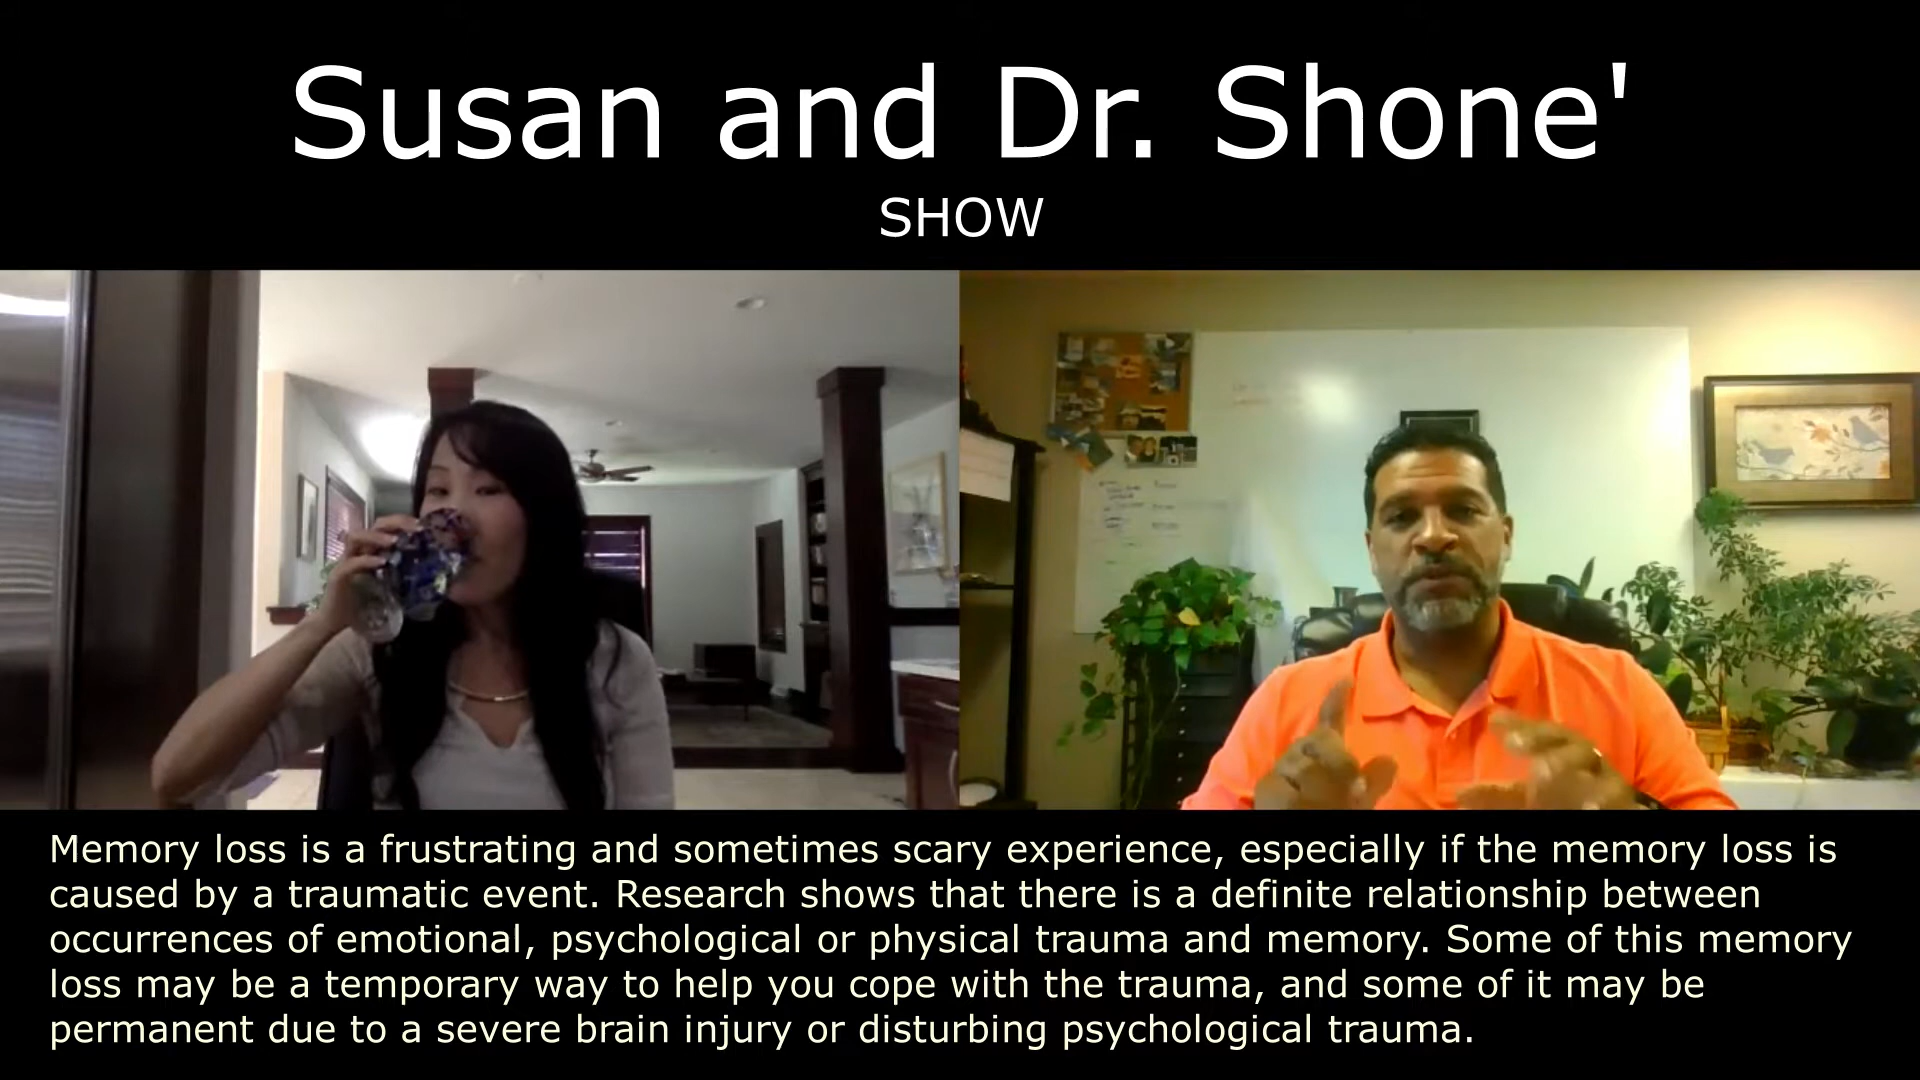 Susan and Dr. Shone'
SHOW
Memory loss is a frustrating and sometimes scary experience, especially if the memory loss is
caused by a traumatic event. Research shows that there is a definite relationship between
occurrences of emotional, psychological or physical trauma and memory. Some of this memory
loss may be a temporary way to help you cope with the trauma, and some of it may be
permanent due to a severe brain injury or disturbing psychological trauma.